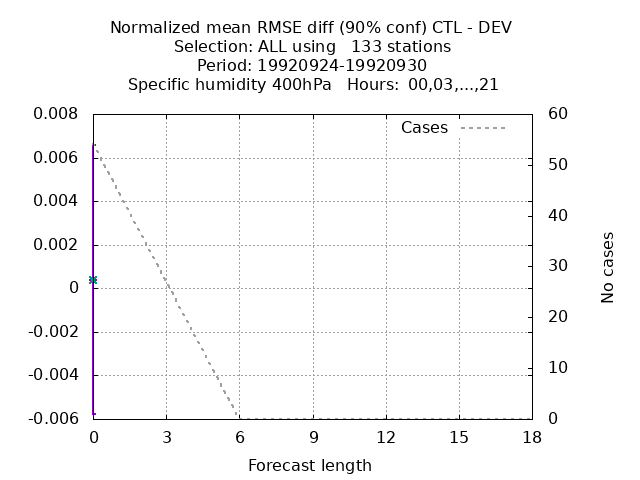 Normalized mean RMSE diff (90% conf) CTL - DEV
Selection: ALL using   133 stations
Period: 19920924-19920930
Specific humidity 400hPa   Hours:  00,03,...,21
Cases
0.008
0.006
0.004
0.002
0
-0.002
-0.004
-0.006
60
50
40
30
20
10
0
No cases
0 3 6 9 12 15 18
Forecast length